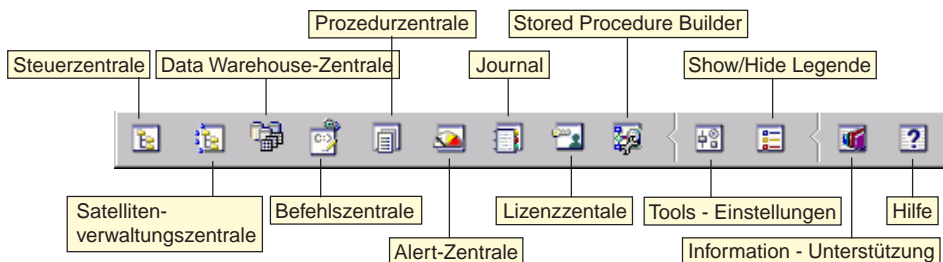 Prozedurzentrale
Stored Procedure Builder
Steuerzentrale
Data Warehouse-Zentrale
Journal
Show/Hide Legende
Satelliten-
verwaltungszentrale
Befehlszentrale
Lizenzzentale
Tools - Einstellungen
Hilfe
Alert-Zentrale
Information - Unterstützung